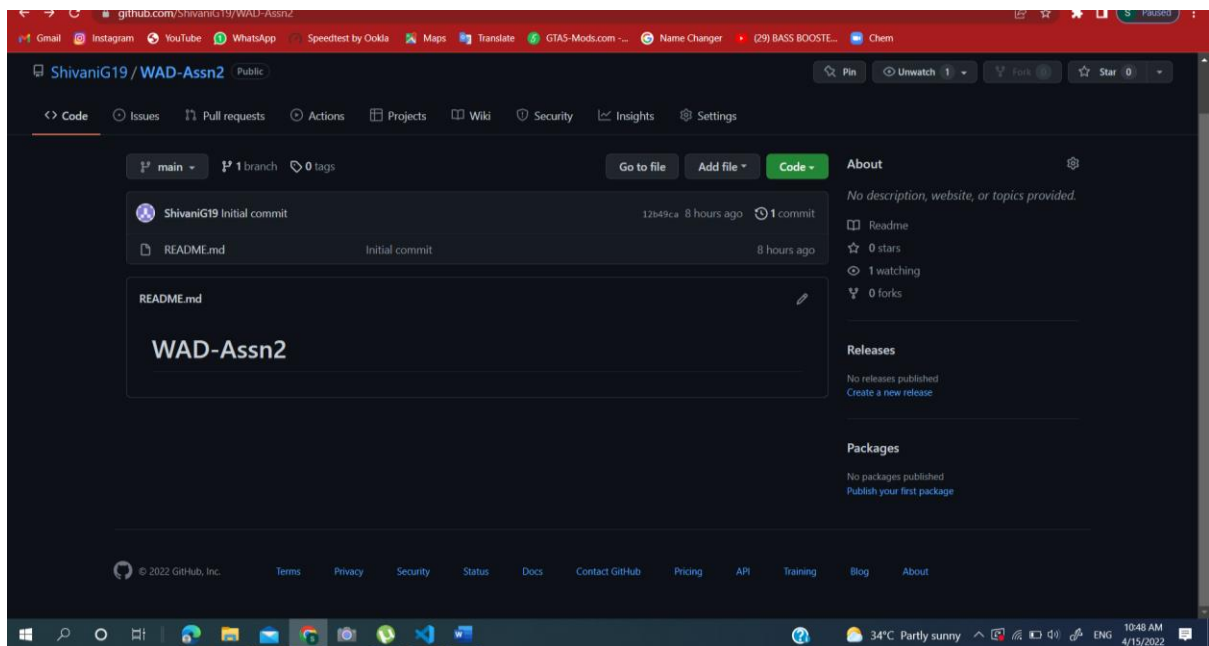 github.com/ShivaniG19/WAD-Assn2 S Paused
Gmail Instagram YouTube WhatsApp Speedtest by Ookla Maps Translate GTA5-Mods.com -... Name Changer (29) BASS BOOSTE... Chem
ShivaniG19 / WAD-Assn2 Public Pin Unwatch 1 Fork 0 Star 0
<> Code Issues Pull requests Actions Projects Wiki Security Insights Settings
main 1 branch 0 tags Go to file Add file Code
ShivaniG19 Initial commit 12b49ca 8 hours ago 1 commit
README.md Initial commit 8 hours ago
README.md
WAD-Assn2
About
No description, website, or topics provided.
Readme
0 stars
1 watching
0 forks
Releases
No releases published
Create a new release
Packages
No packages published
Publish your first package
© 2022 GitHub, Inc. Terms Privacy Security Status Docs Contact GitHub Pricing API Training Blog About
34°C Partly sunny ENG 10:48 AM
4/15/2022